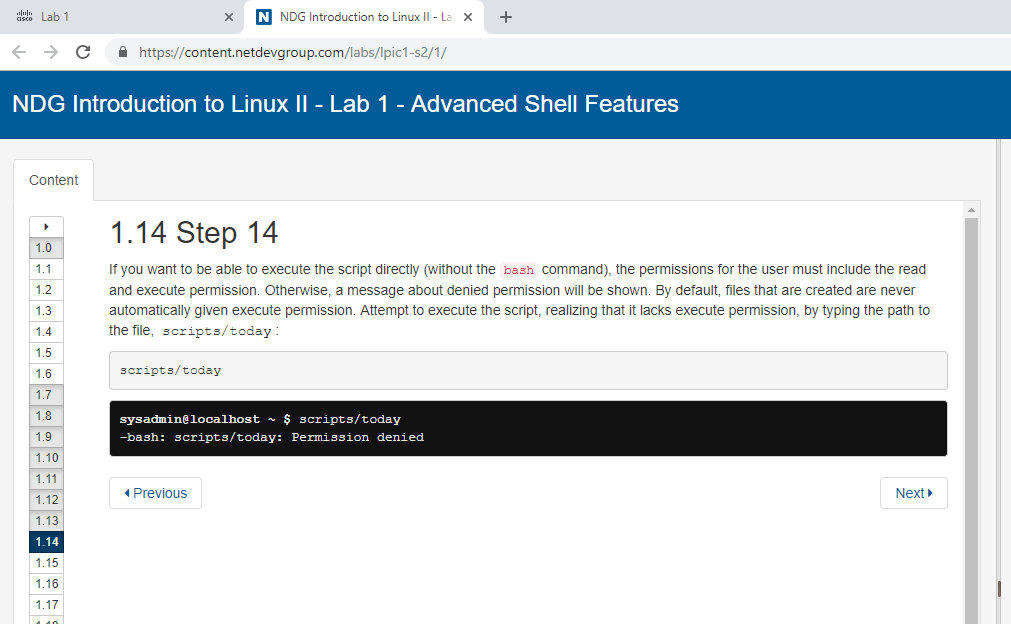 cisco Lab 1
NDG Introduction to Linux II - La
https://content.netdevgroup.com/labs/lpic1-s2/1/
NDG Introduction to Linux II - Lab 1 - Advanced Shell Features
Content
1.0
1.1
1.2
1.3
1.4
1.5
1.6
1.7
1.8
1.9
1.10
1.11
1.12
1.13
1.14
1.15
1.16
1.17
1.18
1.14 Step 14
If you want to be able to execute the script directly (without the bash command), the permissions for the user must include the read
and execute permission. Otherwise, a message about denied permission will be shown. By default, files that are created are never
automatically given execute permission. Attempt to execute the script, realizing that it lacks execute permission, by typing the path to
the file, scripts/today :
scripts/today
sysadmin@localhost ~ $ scripts/today
-bash: scripts/today: Permission denied
Previous
Next